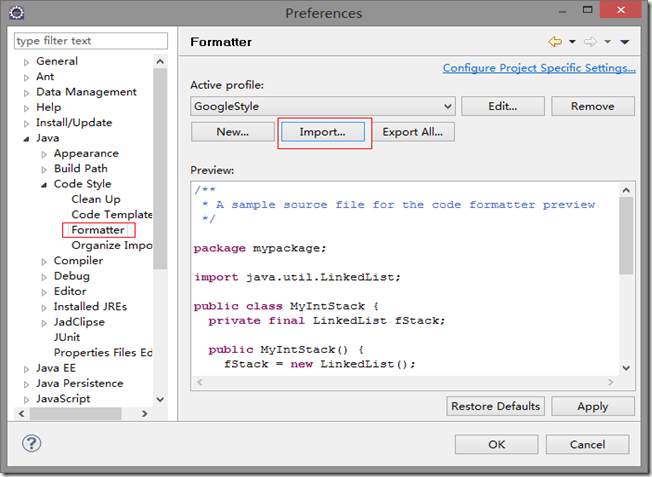 Preferences
type filter text
General
Ant
Data Management
Help
Install/Update
Java
Appearance
Build Path
Code Style
Clean Up
Code Template
Formatter
Organize Impo
Compiler
Debug
Editor
Installed JREs
JadClipse
JUnit
Properties Files Ed
Java EE
Java Persistence
JavaScript
Formatter
Configure Project Specific Settings...
Active profile:
GoogleStyle
Edit...
Remove
New...
Import...
Export All...
Preview:
/**
* A sample source file for the code formatter preview
*/
package mypackage;
import java.util.LinkedList;
public class MyIntStack {
private final LinkedList fStack;
public MyIntStack() {
fStack = new LinkedList();
Restore Defaults
Apply
?
OK
Cancel